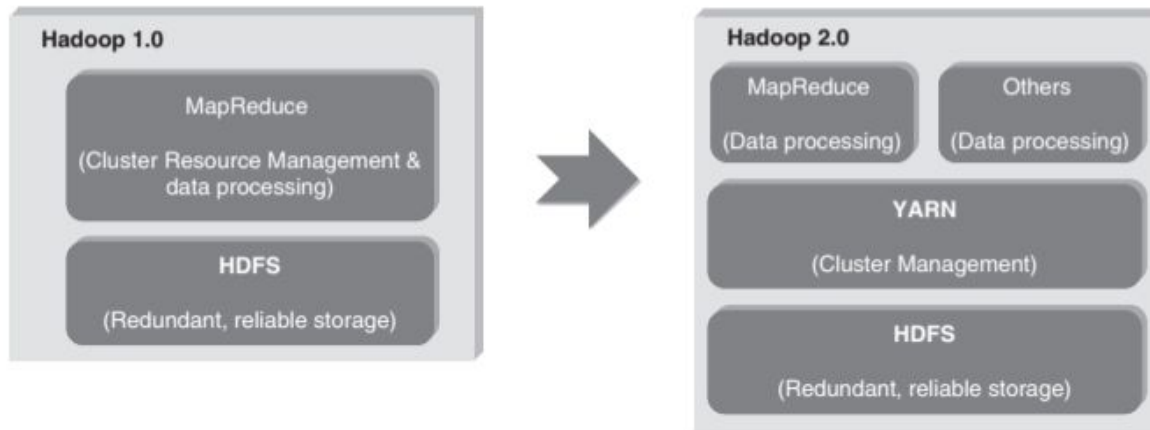 Hadoop 1.0
MapReduce
(Cluster Resource Management &
data processing)
HDFS
(Redundant, reliable storage)
Hadoop 2.0
MapReduce
(Data processing)
Others
(Data processing)
YARN
(Cluster Management)
HDFS
(Redundant, reliable storage)